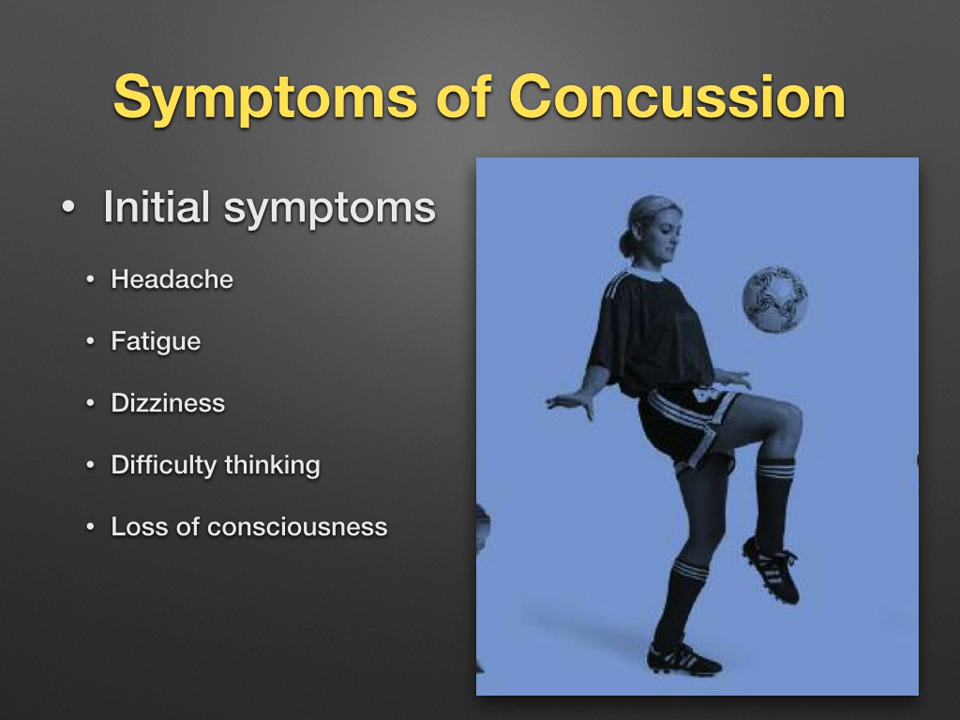 Symptoms of Concussion
• Initial symptoms
• Headache
• Fatigue
• Dizziness
• Difficulty thinking
• Loss of consciousness